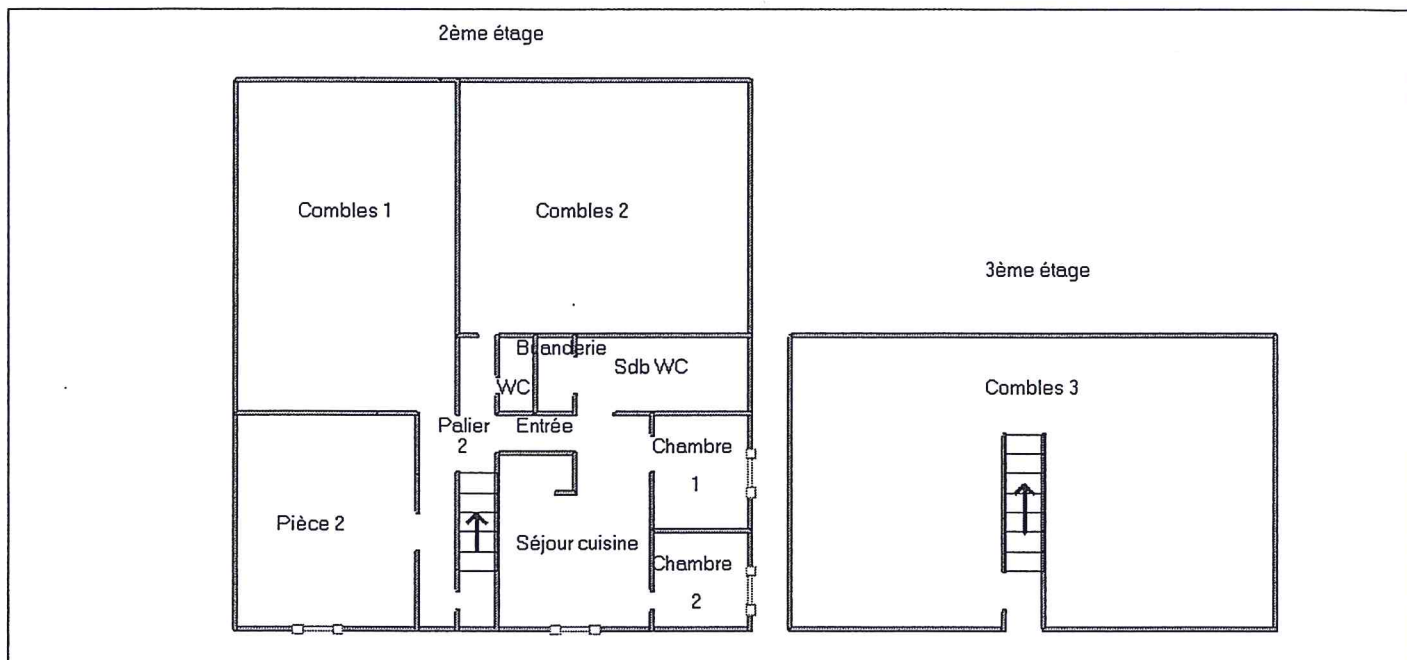 2ème étage
Combles 1
Combles 2
3ème étage
Buanderie
Sdb WC
WC
Combles 3
Palier
2
Entrée
Chambre
1
Pièce 2
Séjour cuisine
Chambre
2